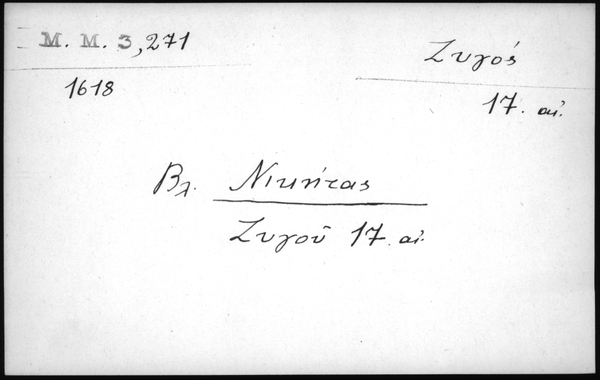 M. M. 3,271
Ζυγός
1618
17. αἰ.
Βλ. Νικήτας
Ζυγοῦ 17. αἰ.